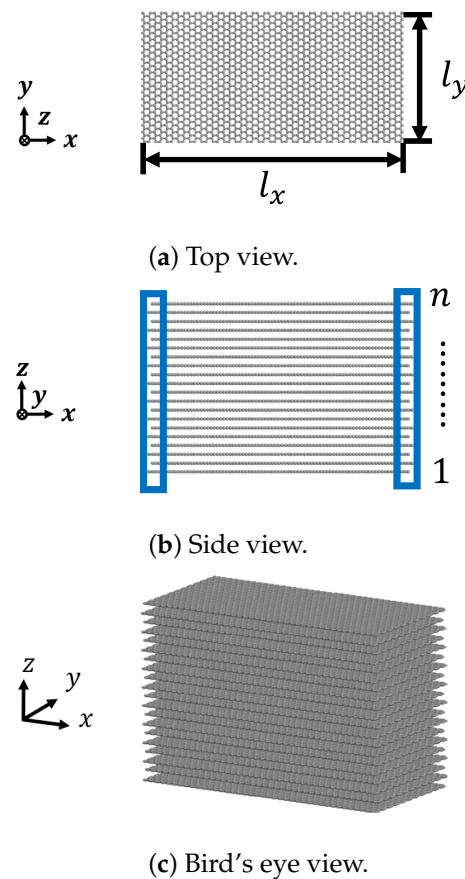 y
z
x
l_y
l_x
(a) Top view.
n
z
y
x
1
(b) Side view.
z
y
x
(c) Bird's eye view.